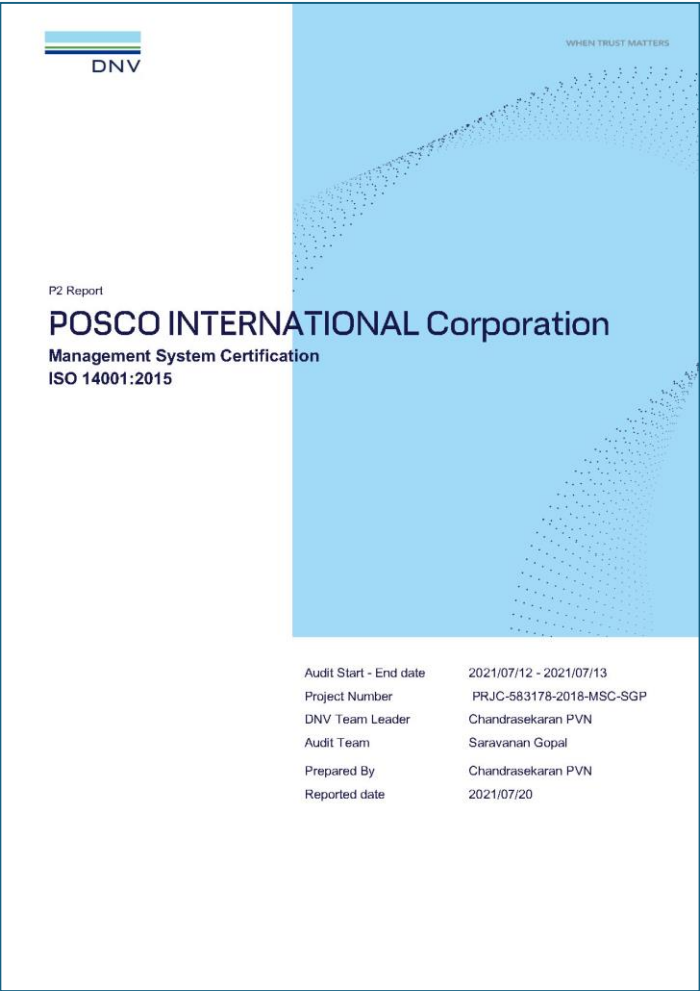 DNV
WHEN TRUST MATTERS
P2 Report
POSCO INTERNATIONAL Corporation
Management System Certification
ISO 14001:2015
Audit Start - End date 2021/07/12 - 2021/07/13
Project Number PRJC-583178-2018-MSC-SGP
DNV Team Leader Chandrasekaran PVN
Audit Team Saravanan Gopal
Prepared By Chandrasekaran PVN
Reported date 2021/07/20